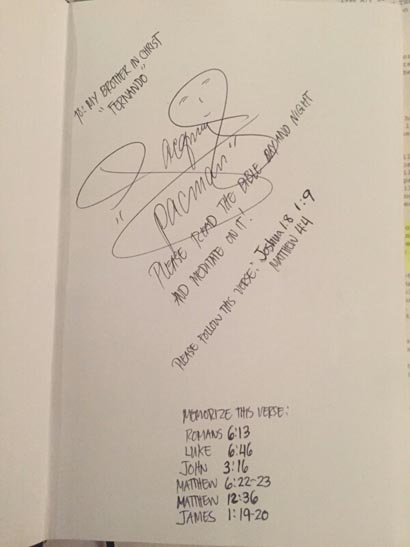 TO: MY BROTHER IN CHRIST
"FERNANDO"
"pacman"
PLEASE READ THE BIBLE DAY AND NIGHT
AND MEDITATE ON IT!
PLEASE FOLLOW THIS VERSE: Joshua 1:8 1:9
MATTHEW 4:4
MEMORIZE THIS VERSE:
ROMANS 6:13
LUKE 6:46
JOHN 3:16
MATTHEW 6:22-23
MATTHEW 12:36
JAMES 1:19-20